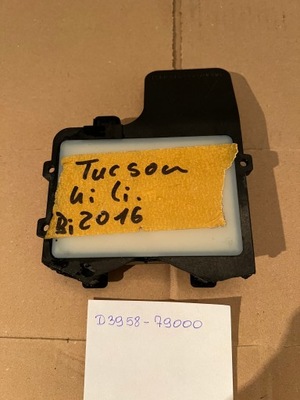 Tucson
hi li.
Bj 2016
D3958-79000